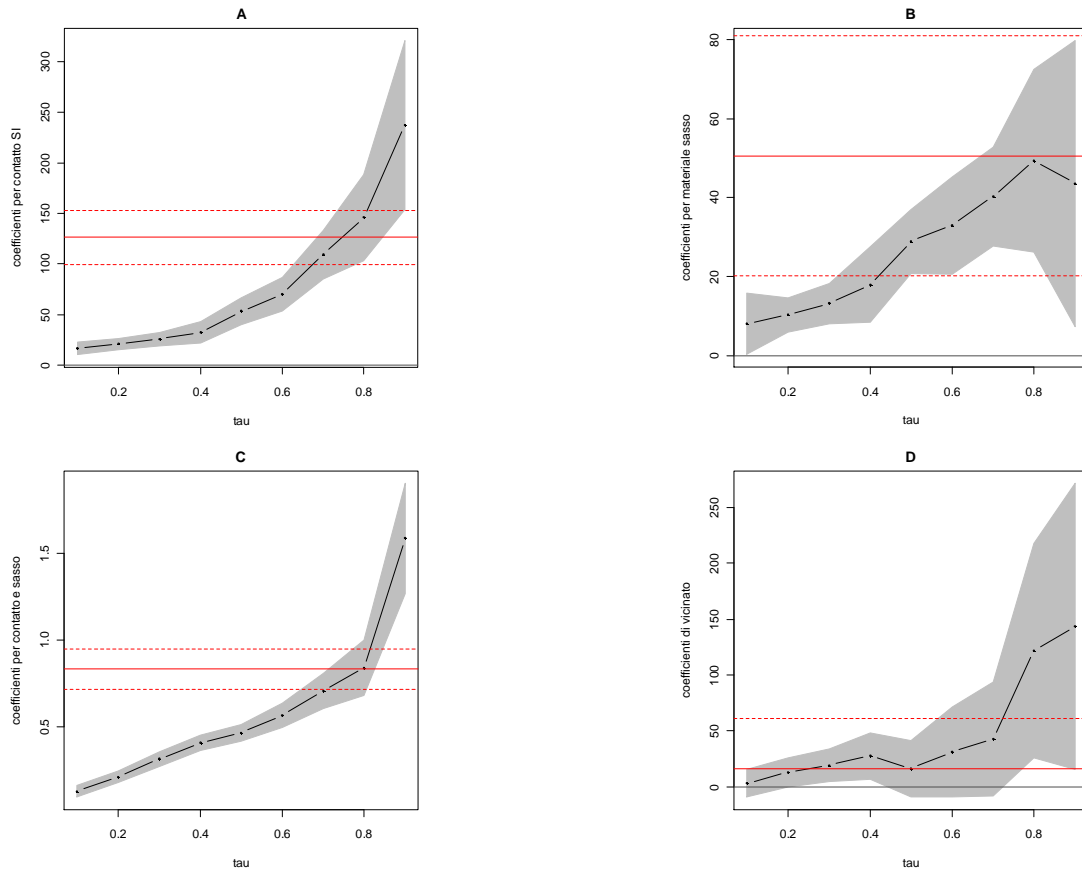 A
coefficienti per contatto SI
0 50 100 150 200 250 300
0.2 0.4 0.6 0.8
tau
B
coefficienti per materiale sasso
0 20 40 60 80
0.2 0.4 0.6 0.8
tau
C
coefficienti per contatto e sasso
0.5 1.0 1.5
0.2 0.4 0.6 0.8
tau
D
coefficienti di vicinato
0 50 100 150 200 250
0.2 0.4 0.6 0.8
tau